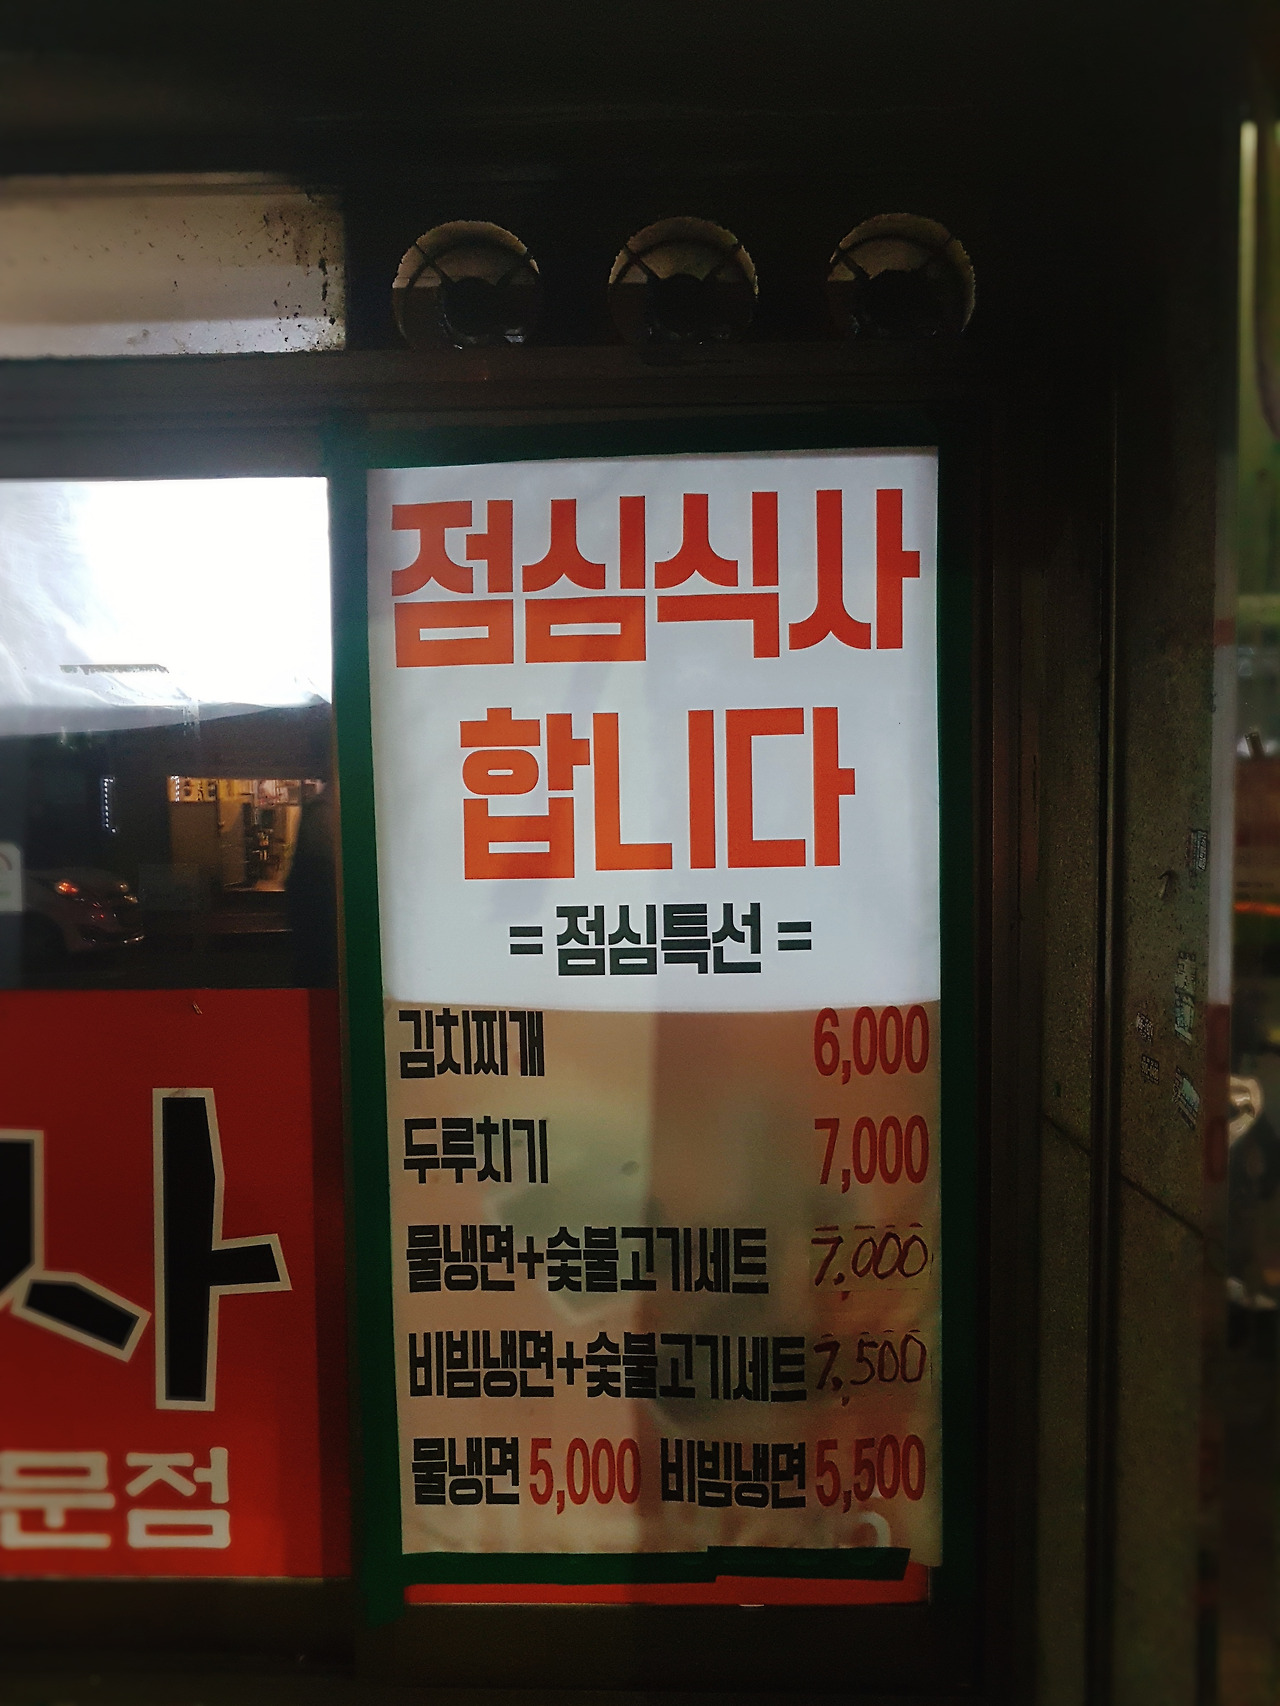 점심식사
합니다
= 점심특선 =
김치찌개 6,000
두루치기 7,000
물냉면+숯불고기세트 7,000
비빔냉면+숯불고기세트 7,500
물냉면 5,000 비빔냉면 5,500
문점